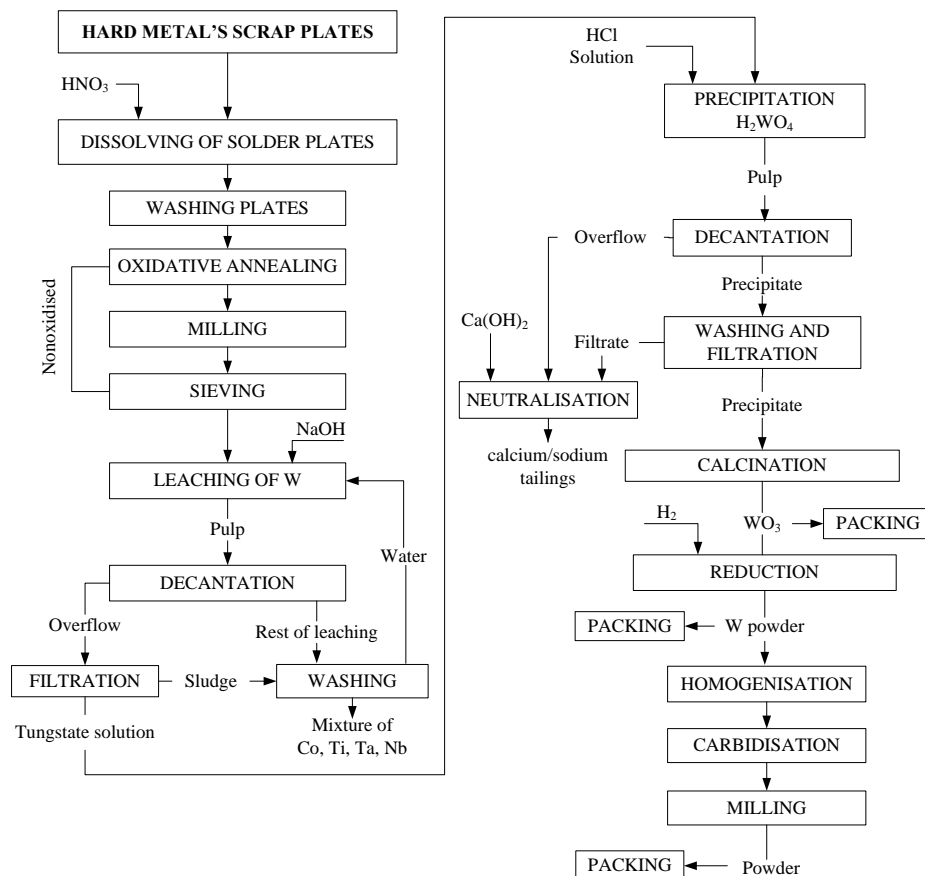 HARD METAL'S SCRAP PLATES
HNO₃
DISSOLVING OF SOLDER PLATES
WASHING PLATES
OXIDATIVE ANNEALING
Nonoxidised
MILLING
SIEVING
NaOH
LEACHING OF W
Pulp
Water
DECANTATION
Overflow
Rest of leaching
FILTRATION
Sludge
WASHING
Tungstate solution
Mixture of
Co, Ti, Ta, Nb
HCl
Solution
PRECIPITATION
H₂WO₄
Pulp
Overflow
DECANTATION
Precipitate
Ca(OH)₂
Filtrate
WASHING AND
FILTRATION
NEUTRALISATION
Precipitate
calcium/sodium
tailings
CALCINATION
H₂
WO₃
PACKING
REDUCTION
PACKING
W powder
HOMOGENISATION
CARBIDISATION
MILLING
PACKING
Powder